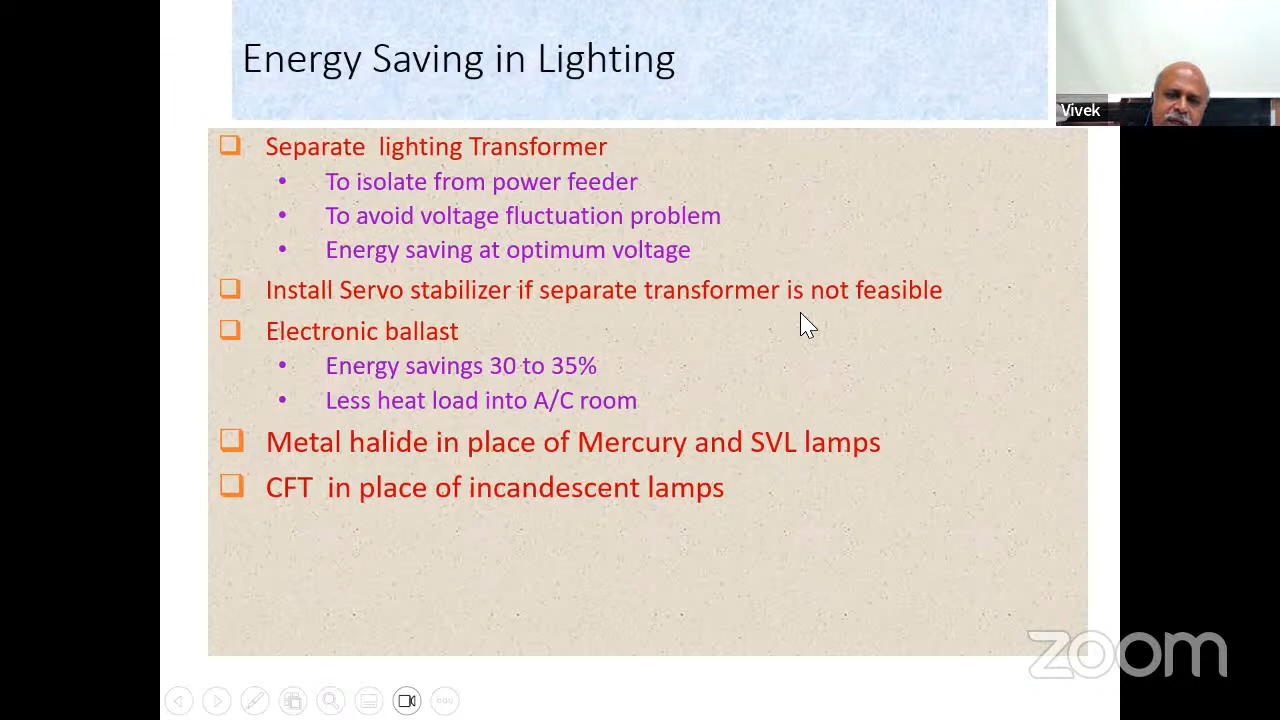 Energy Saving in Lighting
Vivek
Separate lighting Transformer
• To isolate from power feeder
• To avoid voltage fluctuation problem
• Energy saving at optimum voltage
Install Servo stabilizer if separate transformer is not feasible
Electronic ballast
• Energy savings 30 to 35%
• Less heat load into A/C room
Metal halide in place of Mercury and SVL lamps
CFT in place of incandescent lamps
zoom